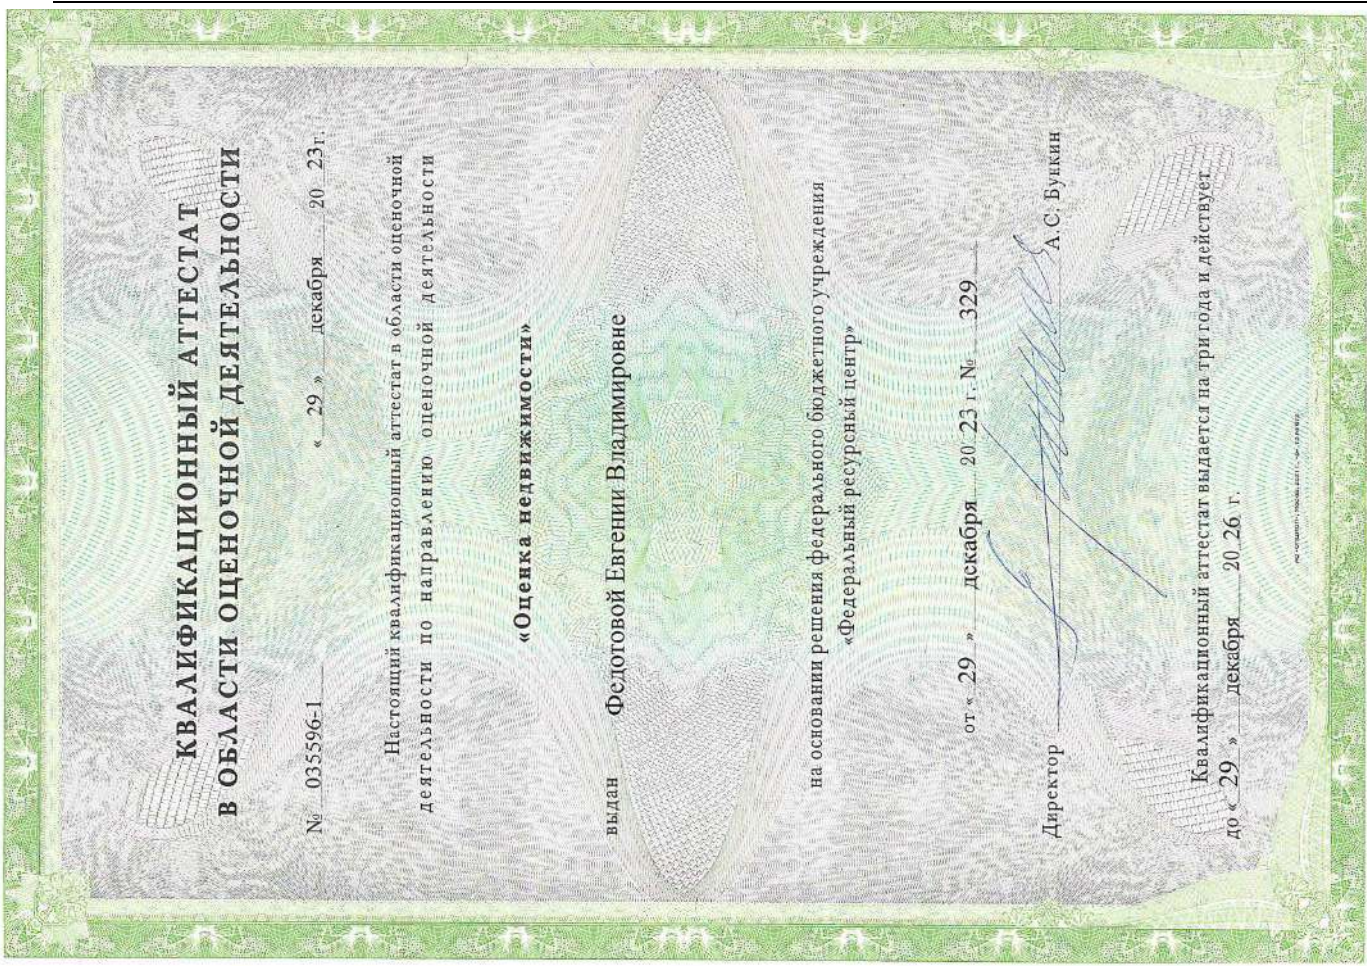 КВАЛИФИКАЦИОННЫЙ АТТЕСТАТ
В ОБЛАСТИ ОЦЕНОЧНОЙ ДЕЯТЕЛЬНОСТИ
№ 035596-1 « 29 » декабря 20 23г.
Настоящий квалификационный аттестат в области оценочной
деятельности по направлению оценочной деятельности
«Оценка недвижимости»
выдан Федотовой Евгении Владимировне
на основании решения федерального бюджетного учреждения
«Федеральный ресурсный центр»
от « 29 » декабря 20 23 г. № 329
Директор А.С. Бункин
Квалификационный аттестат выдается на три года и действует
до « 29 » декабря 20 26 г.